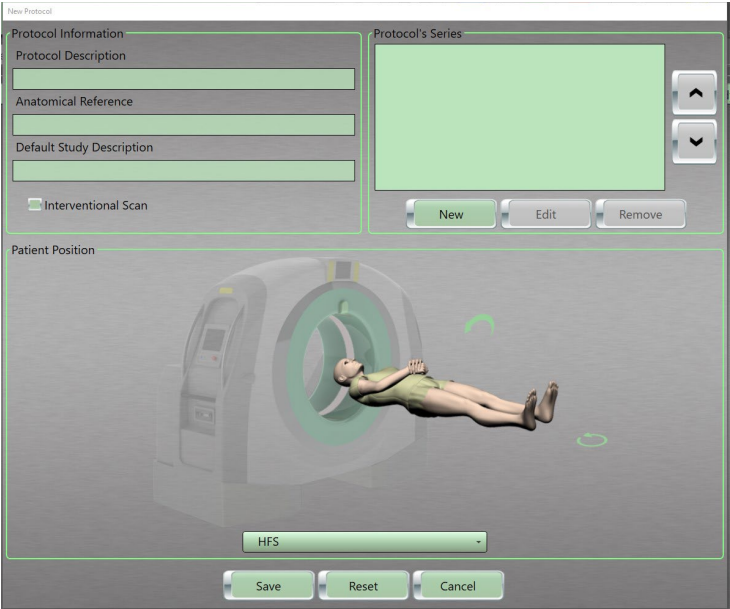 New Protocol
Protocol Information
Protocol Description
Anatomical Reference
Default Study Description
Interventional Scan
Protocol's Series
New Edit Remove
Patient Position
HFS
Save Reset Cancel